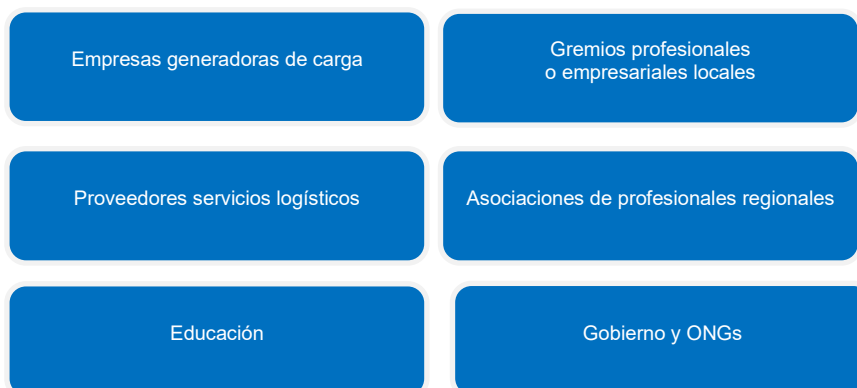 Empresas generadoras de carga
Gremios profesionales
o empresariales locales
Proveedores servicios logísticos
Asociaciones de profesionales regionales
Educación
Gobierno y ONGs